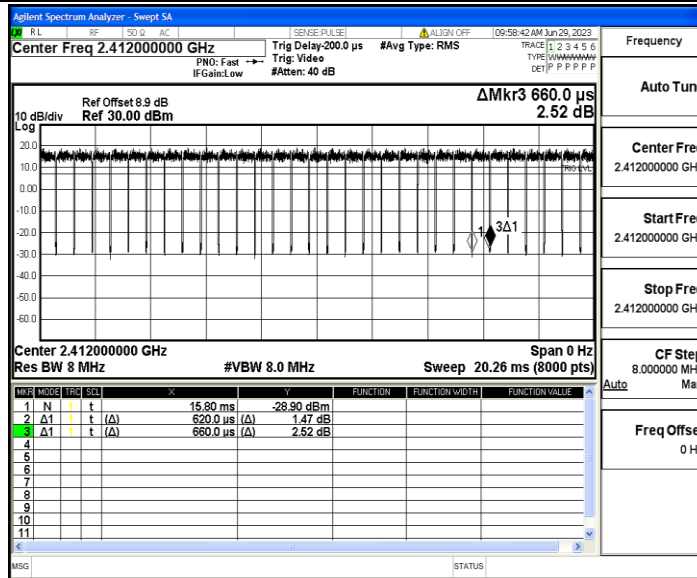 Agilent Spectrum Analyzer - Swept SA
RL RF 50 Ω AC SENSE:PULSE ALIGN OFF 09:58:42 AM Jun 29, 2023
Center Freq 2.412000000 GHz
PNO: Fast
IFGain:Low
Trig Delay-200.0 µs
Trig: Video
#Atten: 40 dB
#Avg Type: RMS
TRACE 1 2 3 4 5 6
TYPE
DET P P P P P P
Ref Offset 8.9 dB
10 dB/div Ref 30.00 dBm
Log
ΔMkr3 660.0 µs
2.52 dB
20.0
10.0
0.00
-10.0
-20.0
-30.0
-40.0
-50.0
-60.0
TRIG LVL
1
3Δ1
Center 2.412000000 GHz Span 0 Hz
Res BW 8 MHz #VBW 8.0 MHz Sweep 20.26 ms (8000 pts)
MKR MODE TRC SCL X Y FUNCTION FUNCTION WIDTH FUNCTION VALUE
1 N 1 t 15.80 ms -28.90 dBm
2 Δ1 1 t (Δ) 620.0 µs (Δ) 1.47 dB
3 Δ1 1 t (Δ) 660.0 µs (Δ) 2.52 dB
4
5
6
7
8
9
10
11
MSG STATUS
Frequency
Auto Tun
Center Fre
2.412000000 GH
Start Fre
2.412000000 GH
Stop Fre
2.412000000 GH
CF Step
8.000000 MH
Auto Ma
Freq Offse
0 H